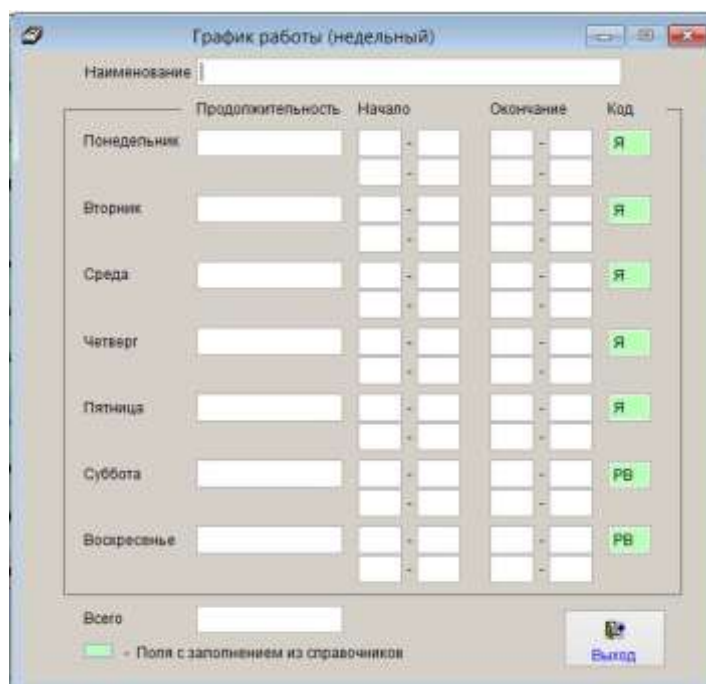 График работы (недельный)
Наименование
Продолжительность Начало Окончание Код
Понедельник - - Я
- -
Вторник - - Я
- -
Среда - - Я
- -
Четверг - - Я
- -
Пятница - - Я
- -
Суббота - - РВ
- -
Воскресенье - - РВ
- -
Всего
- Поля с заполнением из справочников
Выход